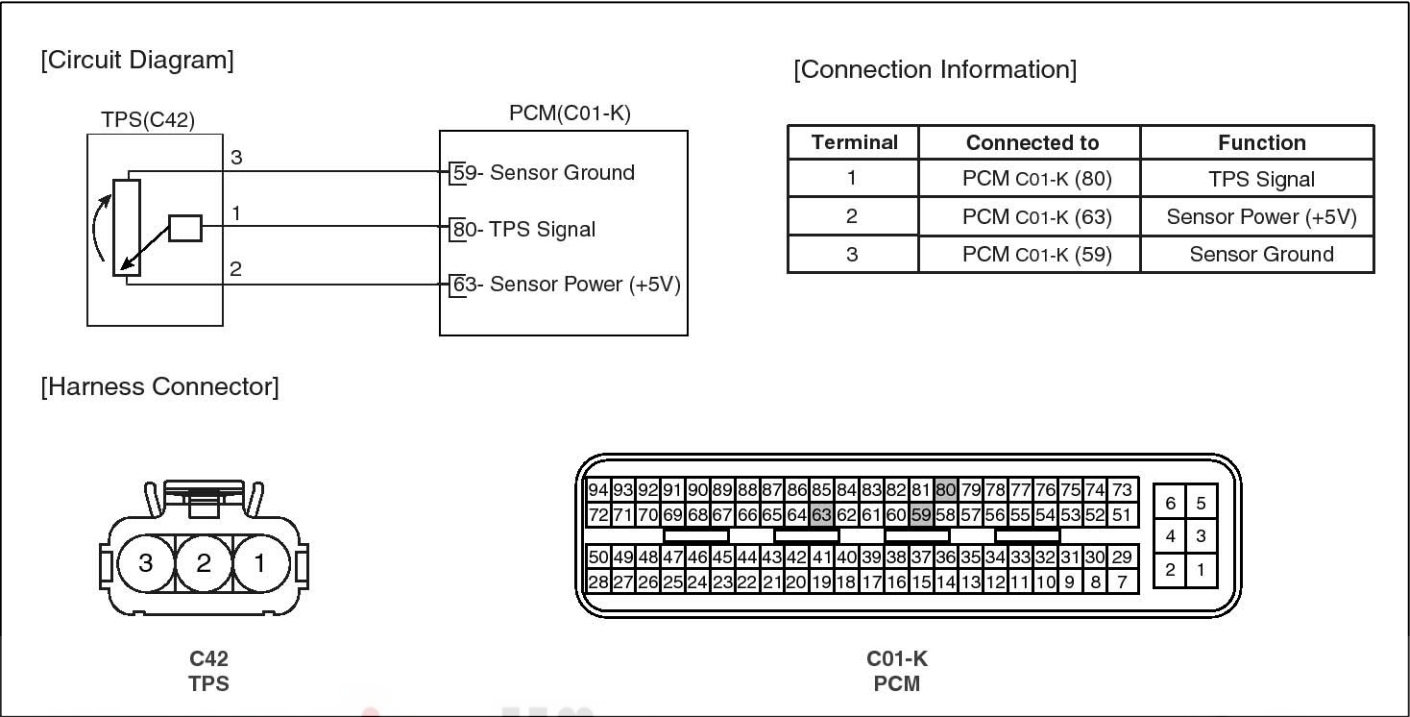 [Circuit Diagram]
[Connection Information]
TPS(C42)
PCM(C01-K)
3
59- Sensor Ground
1
80- TPS Signal
2
63- Sensor Power (+5V)
Terminal Connected to Function
1 PCM C01-K (80) TPS Signal
2 PCM C01-K (63) Sensor Power (+5V)
3 PCM C01-K (59) Sensor Ground
[Harness Connector]
3 2 1
C42
TPS
94 93 92 91 90 89 88 87 86 85 84 83 82 81 80 79 78 77 76 75 74 73
72 71 70 69 68 67 66 65 64 63 62 61 60 59 58 57 56 55 54 53 52 51
50 49 48 47 46 45 44 43 42 41 40 39 38 37 36 35 34 33 32 31 30 29
28 27 26 25 24 23 22 21 20 19 18 17 16 15 14 13 12 11 10 9 8 7
6 5
4 3
2 1
C01-K
PCM